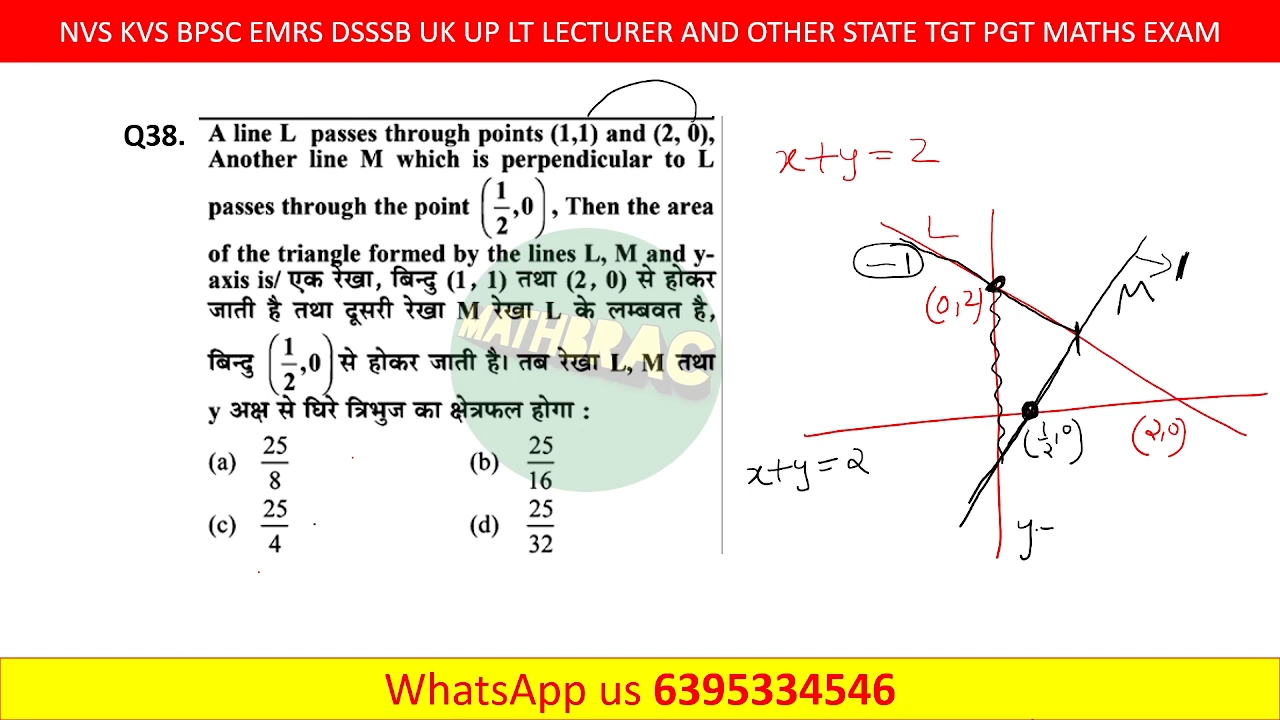 NVS KVS BPSC EMRS DSSSB UK UP LT LECTURER AND OTHER STATE TGT PGT MATHS EXAM
Q38. A line L passes through points (1,1) and (2, 0),
Another line M which is perpendicular to L
passes through the point (1/2,0), Then the area
of the triangle formed by the lines L, M and y-
axis is/ एक रेखा, बिन्दु (1, 1) तथा (2, 0) से होकर
जाती है तथा दूसरी रेखा M रेखा L के लम्बवत है,
बिन्दु (1/2,0) से होकर जाती है। तब रेखा L, M तथा
y अक्ष से घिरे त्रिभुज का क्षेत्रफल होगा :
(a) 25/8 (b) 25/16
(c) 25/4 (d) 25/32
MATHBRAC
x+y=2
L
-1
M
1
(0,2)
(1/2,0)
(2,0)
x+y=2
y-
WhatsApp us 6395334546